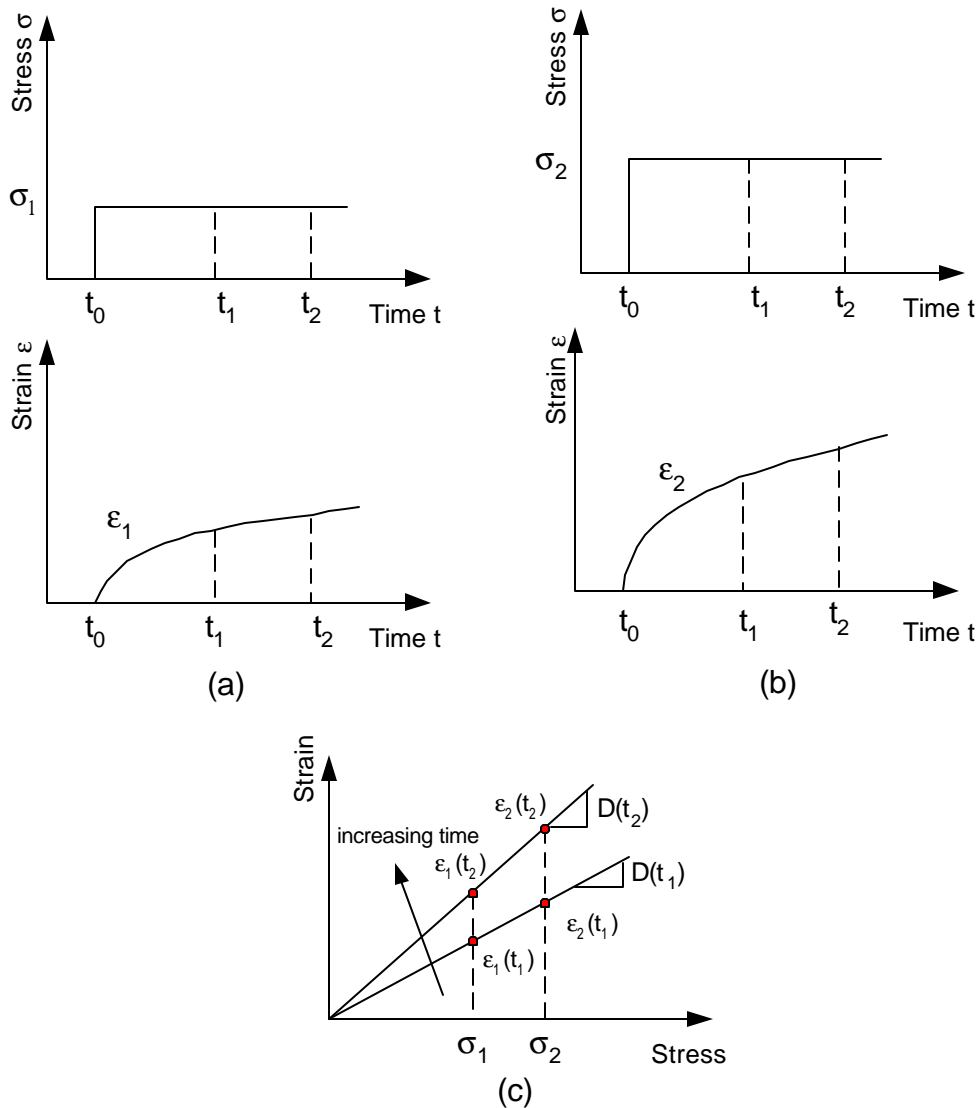 Stress σ
σ1
t0
t1
t2
Time t
Strain ε
ε1
t0
t1
t2
Time t
(a)
Stress σ
σ2
t0
t1
t2
Time t
Strain ε
ε2
t0
t1
t2
Time t
(b)
Strain
increasing time
ε2(t2)
D(t2)
ε1(t2)
D(t1)
ε2(t1)
ε1(t1)
σ1
σ2
Stress
(c)